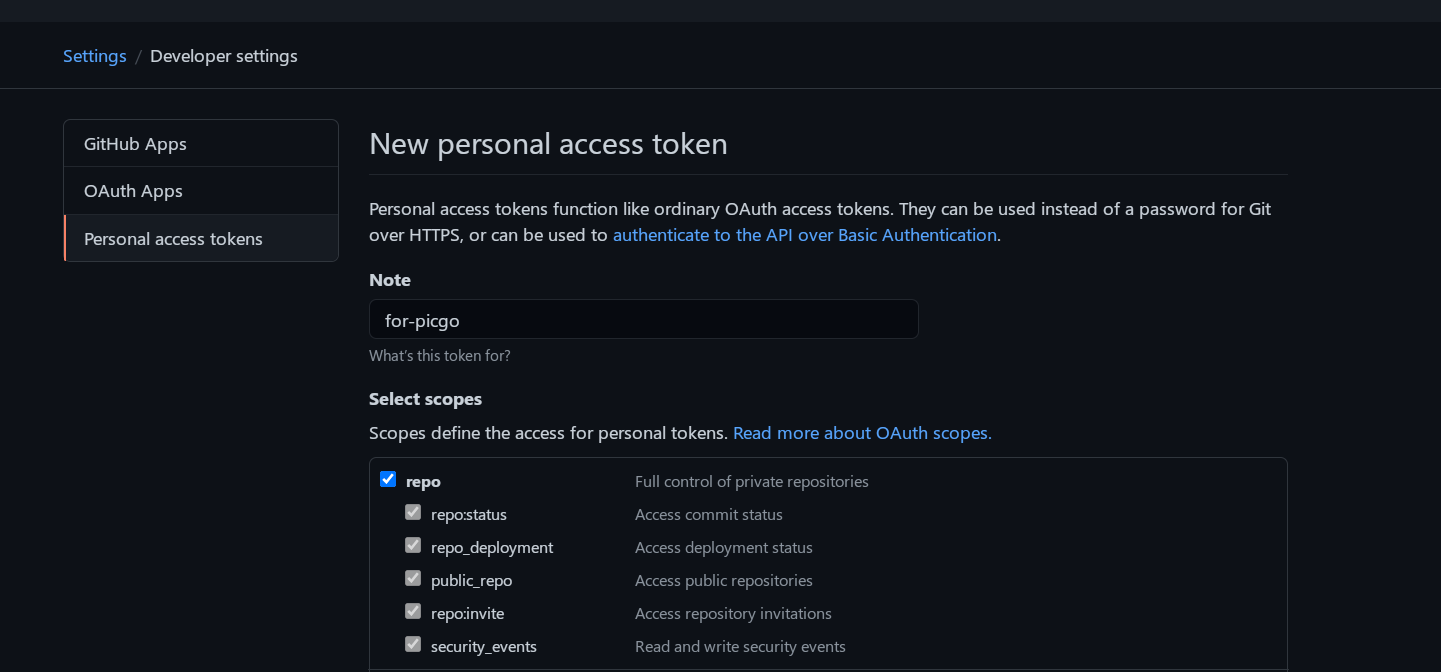 Settings / Developer settings
GitHub Apps
OAuth Apps
Personal access tokens
New personal access token
Personal access tokens function like ordinary OAuth access tokens. They can be used instead of a password for Git
over HTTPS, or can be used to authenticate to the API over Basic Authentication.
Note
for-picgo
What's this token for?
Select scopes
Scopes define the access for personal tokens. Read more about OAuth scopes.
repo Full control of private repositories
repo:status Access commit status
repo_deployment Access deployment status
public_repo Access public repositories
repo:invite Access repository invitations
security_events Read and write security events